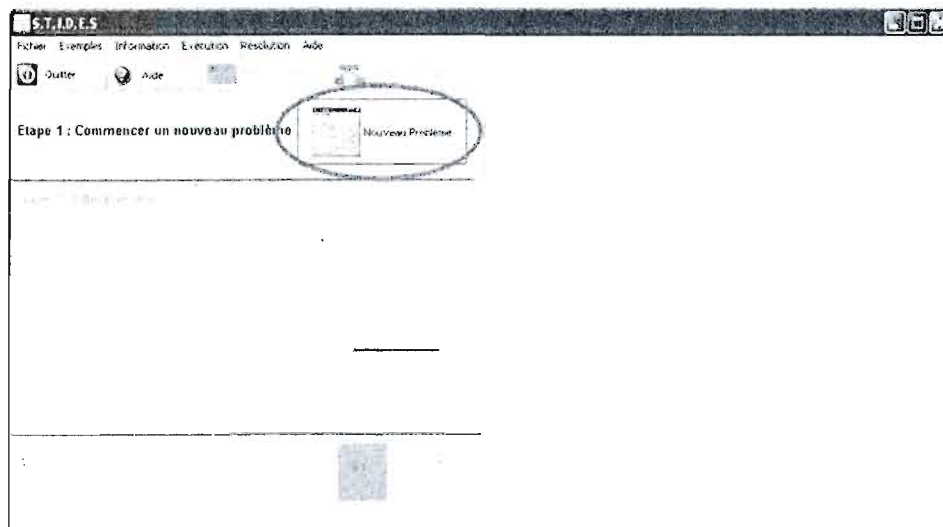 S.T.I.D.E.S
Fichier Exemples Information Exécution Résolution Aide
Quitter Aide
Etape 1 : Commencer un nouveau problème
Nouveau Problème